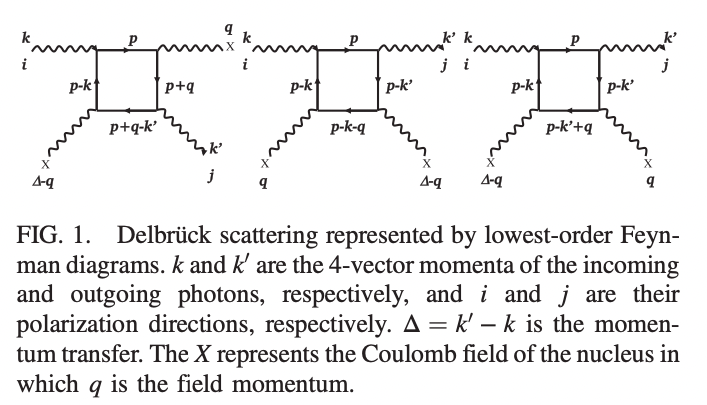 k p q X k p k' k p k'
i i j i j
p-k p+q p-k p-k' p-k p-k'
p+q-k' p-k-q p-k'+q
X k' X X X X
Δ-q j q Δ-q Δ-q q
FIG. 1. Delbrück scattering represented by lowest-order Feyn-
man diagrams. k and k′ are the 4-vector momenta of the incoming
and outgoing photons, respectively, and i and j are their
polarization directions, respectively. Δ = k′ − k is the momen-
tum transfer. The X represents the Coulomb field of the nucleus in
which q is the field momentum.